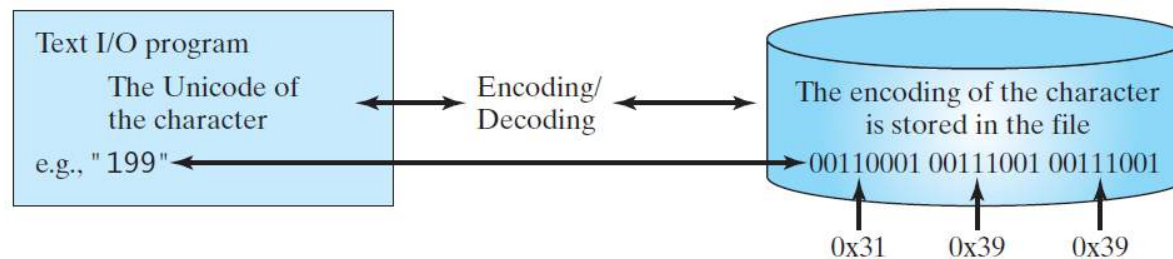 Text I/O program
The Unicode of
the character
e.g., "199"
Encoding/
Decoding
The encoding of the character
is stored in the file
00110001 00111001 00111001
0x31 0x39 0x39